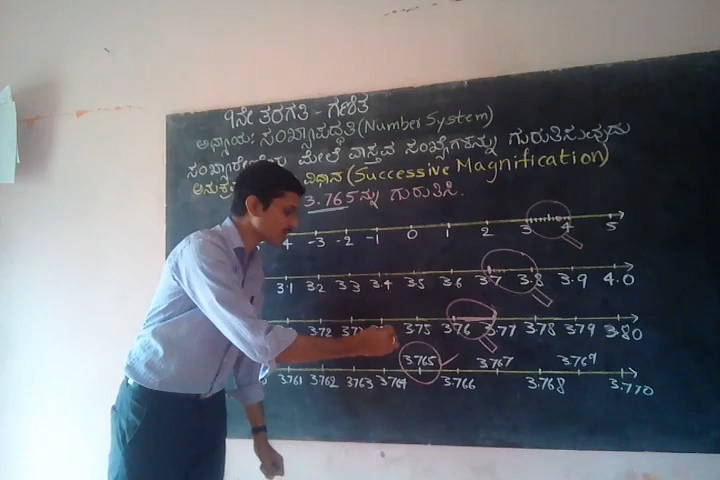 9ನೇ ತರಗತಿ - ಗಣಿತ
ಅಧ್ಯಾಯ: ಸಂಖ್ಯಾಪದ್ಧತಿ (Number System)
ಸಂಖ್ಯಾರೇಖೆಯ ಮೇಲೆ ವಾಸ್ತವ ಸಂಖ್ಯೆಗಳನ್ನು ಗುರುತಿಸುವುದು
ವಿಧಾನ (Successive Magnification)
3.765ನ್ನು ಗುರುತಿಸಿ.
4 -3 -2 -1 0 1 2 3 4 5
3.1 3.2 3.3 3.4 3.5 3.6 3.7 3.8 3.9 4.0
3.72 3.75 3.76 3.77 3.78 3.79 3.80
3.765 3.767 3.769
3.761 3.762 3.763 3.764 3.766 3.768 3.770